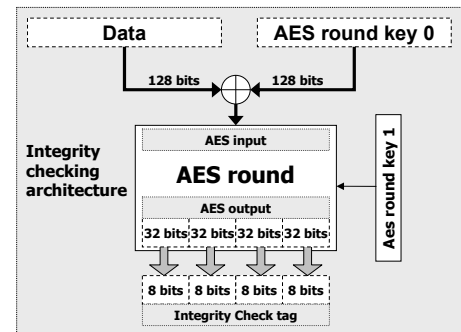 Data
AES round key 0
128 bits
128 bits
AES input
Integrity
checking
architecture
AES round
Aes round key 1
AES output
32 bits 32 bits 32 bits 32 bits
8 bits 8 bits 8 bits 8 bits
Integrity Check tag